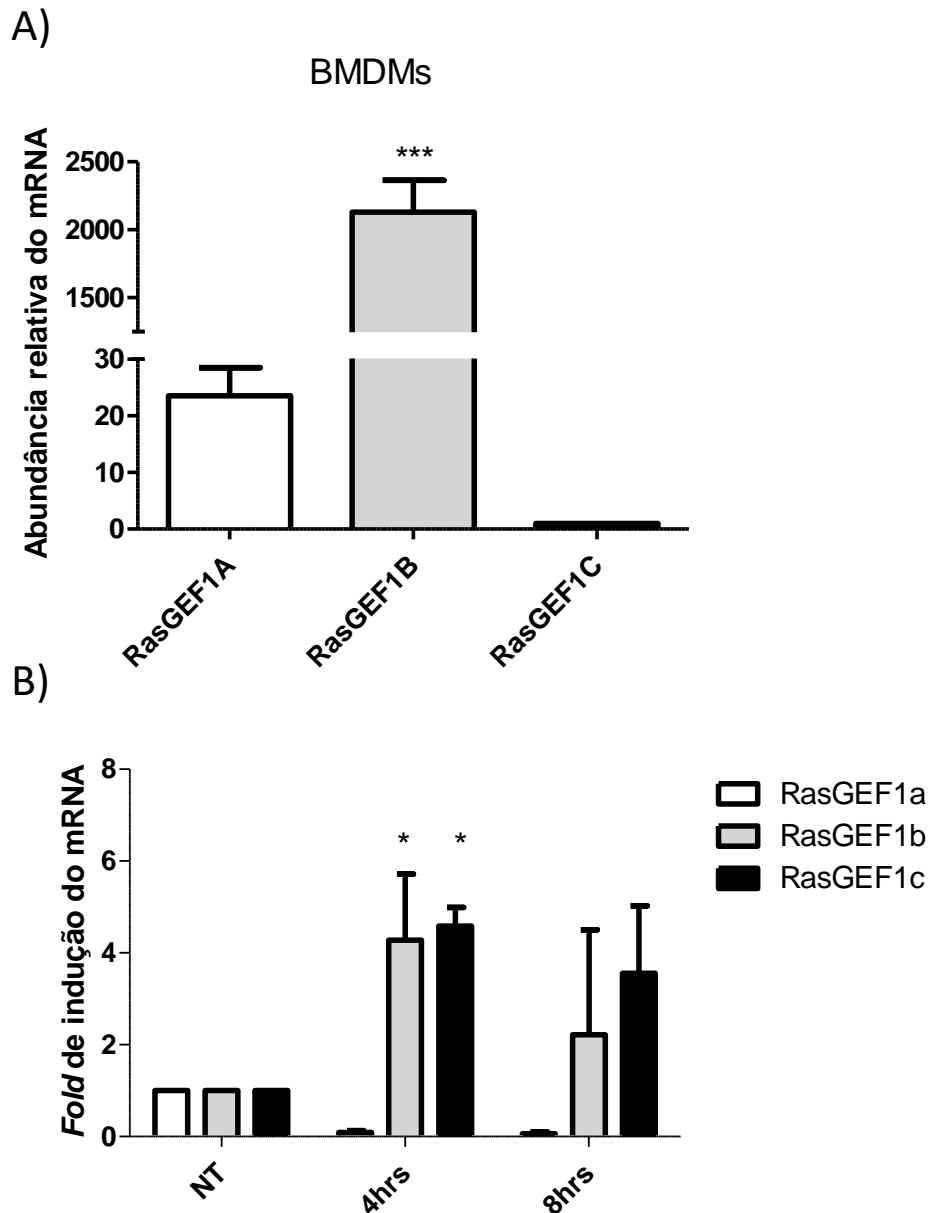 A)
BMDMs
Abundância relativa do mRNA
2500
2000
1500
30
20
10
0
***
RasGEF1A
RasGEF1B
RasGEF1C
B)
Fold de indução do mRNA
8
6
4
2
0
* *
NT
4hrs
8hrs
RasGEF1a
RasGEF1b
RasGEF1c